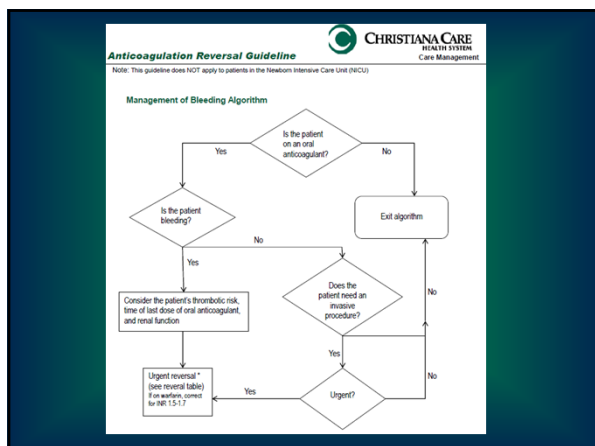 CHRISTIANA CARE
HEALTH SYSTEM
Anticoagulation Reversal Guideline
Care Management
Note: This guideline does NOT apply to patients in the Newborn Intensive Care Unit (NICU)
Management of Bleeding Algorithm
Is the patient
on an oral
anticoagulant?
Yes
No
Is the patient
bleeding?
Exit algorithm
No
Yes
Does the
patient need an
invasive
procedure?
No
Consider the patient's thrombotic risk,
time of last dose of oral anticoagulant,
and renal function
Yes
No
Urgent reversal *
(see reveral table)
If on warfarin, correct
for INR 1.5-1.7
Yes
Urgent?